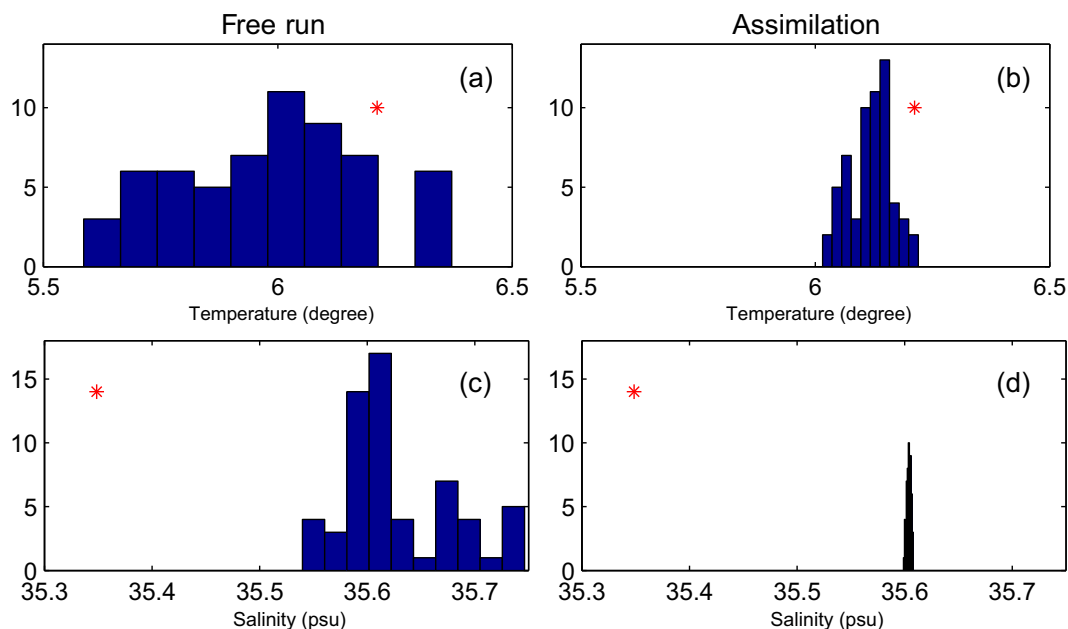 Free run
Assimilation
(a)
10
5
0
5.5 6 6.5
Temperature (degree)
(b)
10
5
0
5.5 6 6.5
Temperature (degree)
(c)
15
10
5
0
35.3 35.4 35.5 35.6 35.7
Salinity (psu)
(d)
15
10
5
0
35.3 35.4 35.5 35.6 35.7
Salinity (psu)